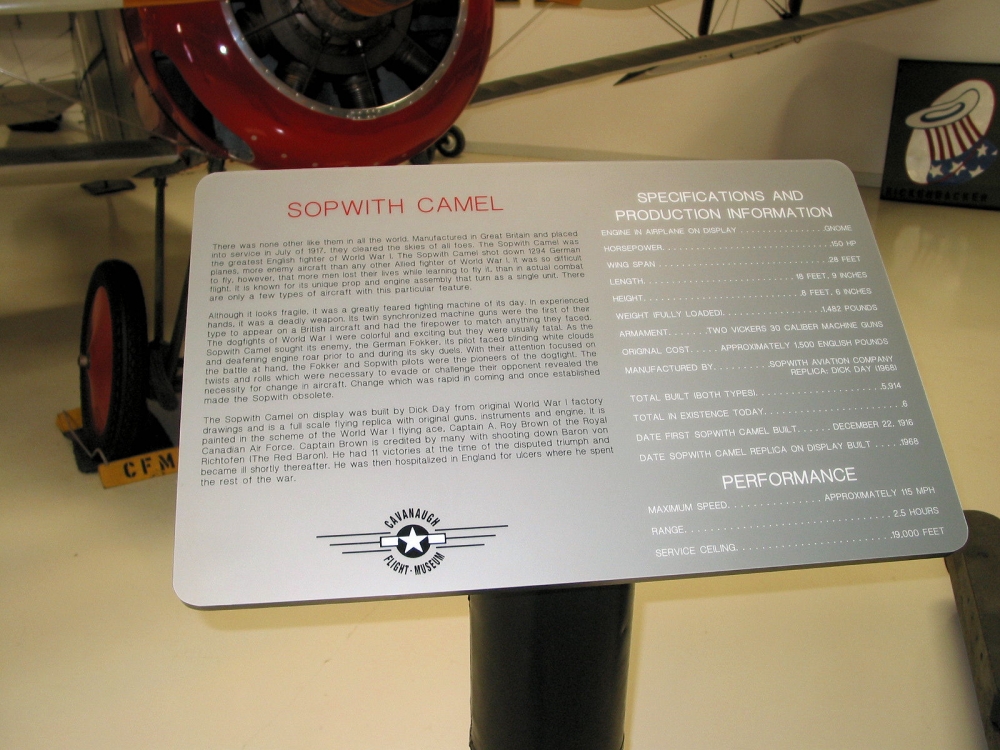 SOPWITH CAMEL
There was none other like them in all the world. Manufactured in Great Britain and placed
into service in July of 1917, they cleared the skies of all foes. The Sopwith Camel was
the greatest English fighter of World War I. The Sopwith Camel shot down 1294 German
planes, more enemy aircraft than any other Allied fighter of World War I. It was so difficult
to fly, however, that more men lost their lives while learning to fly it, than in actual combat
flight. It is known for its unique prop and engine assembly that turn as a single unit. There
are only a few types of aircraft with this particular feature.
Although it looks fragile, it was a greatly feared fighting machine of its day. In experienced
hands, it was a deadly weapon. Its twin synchronized machine guns were the first of their
type to appear on a British aircraft and had the firepower to match anything they faced.
The dogfights of World War I were colorful and exciting but they were usually fatal. As the
Sopwith Camel sought its enemy, the German Fokker, its pilot faced blinding white clouds
and deafening engine roar prior to and during its sky duels. With their attention focused on
the battle at hand, the Fokker and Sopwith pilots were the pioneers of the dogfight. The
twists and rolls which were necessary to evade or challenge their opponent revealed the
necessity for change in aircraft. Change which was rapid in coming and once established
made the Sopwith obsolete.
The Sopwith Camel on display was built by Dick Day from original World War I factory
drawings and is a full scale flying replica with original guns, instruments and engine. It is
painted in the scheme of the World War I flying ace, Captain A. Roy Brown of the Royal
Canadian Air Force. Captain Brown is credited by many with shooting down Baron von
Richtofen (The Red Baron). He had 11 victories at the time of the disputed triumph and
became ill shortly thereafter. He was then hospitalized in England for ulcers where he spent
the rest of the war.
CAVANAUGH
FLIGHT-MUSEUM
SPECIFICATIONS AND
PRODUCTION INFORMATION
ENGINE IN AIRPLANE ON DISPLAY ..............GNOME
HORSEPOWER..............150 HP
WING SPAN ..............28 FEET
LENGTH..............18 FEET, 9 INCHES
HEIGHT..............8 FEET, 6 INCHES
WEIGHT (FULLY LOADED)..............1,482 POUNDS
ARMAMENT.......TWO VICKERS 30 CALIBER MACHINE GUNS
ORIGINAL COST.....APPROXIMATELY 1,500 ENGLISH POUNDS
MANUFACTURED BY..........SOPWITH AVIATION COMPANY
REPLICA: DICK DAY (1968)
TOTAL BUILT (BOTH TYPES)..............5,914
TOTAL IN EXISTENCE TODAY..............6
DATE FIRST SOPWITH CAMEL BUILT......DECEMBER 22, 1916
DATE SOPWITH CAMEL REPLICA ON DISPLAY BUILT .....1968
PERFORMANCE
MAXIMUM SPEED..............APPROXIMATELY 115 MPH
RANGE..............2.5 HOURS
SERVICE CEILING..............19,000 FEET
CFM
RICKENBACKER